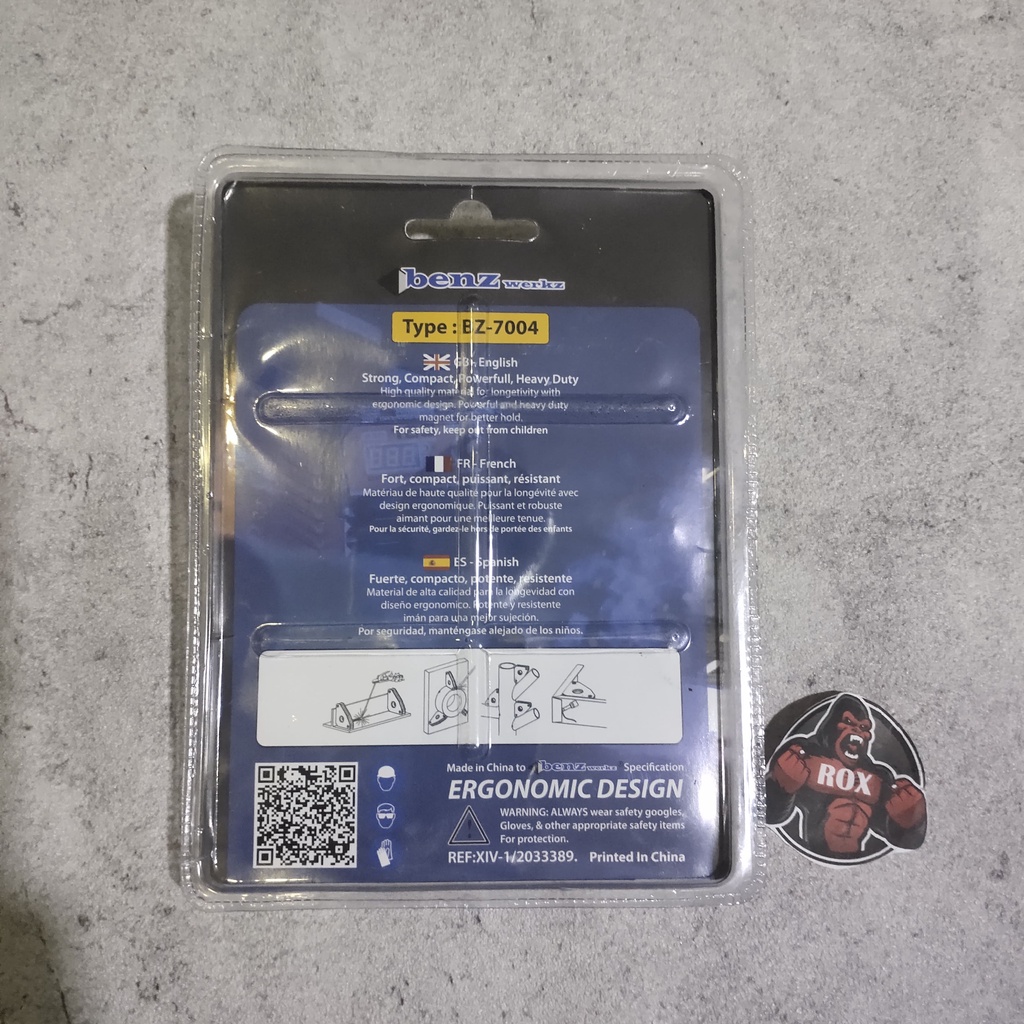 benz werkz
Type : BZ-7004
GB - English
Strong, Compact, Powerfull, Heavy Duty
High quality material for longetivity with
ergonomic design. Powerful and heavy duty
magnet for better hold.
For safety, keep out from children
FR - French
Fort, compact, puissant, résistant
Matériau de haute qualité pour la longévité avec
design ergonomique. Puissant et robuste
aimant pour une meilleure tenue.
Pour la sécurité, gardez-le hors de portée des enfants
ES - Spanish
Fuerte, compacto, potente, resistente
Material de alta calidad para la longevidad con
diseño ergonomico. Potente y resistente
imán para una mejor sujeción.
Por seguridad, manténgase alejado de los niños.
Made in China to benz werkz Specification
ERGONOMIC DESIGN
WARNING: ALWAYS wear safety googles,
Gloves, & other appropriate safety items
For protection.
REF:XIV-1/2033389. Printed In China
ROX